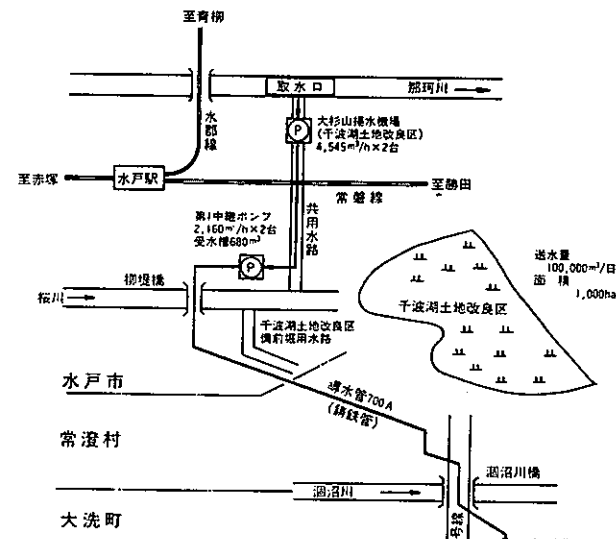 至青柳
取水口
那珂川
水郡線
大杉山揚水機場
(千波湖土地改良区)
4,545m³/h×2台
至赤塚
水戸駅
至勝田
常磐線
共用水路
第1中継ポンプ
2,160m³/h×2台
受水槽680m³
P
P
送水量
100,000m³/日
面積
1,000ha
千波湖土地改良区
柳堤橋
桜川
千波湖土地改良区
備前堀用水路
水戸市
導水管700A
(鋳鉄管)
常澄村
涸沼川橋
涸沼川
大洗町
号線